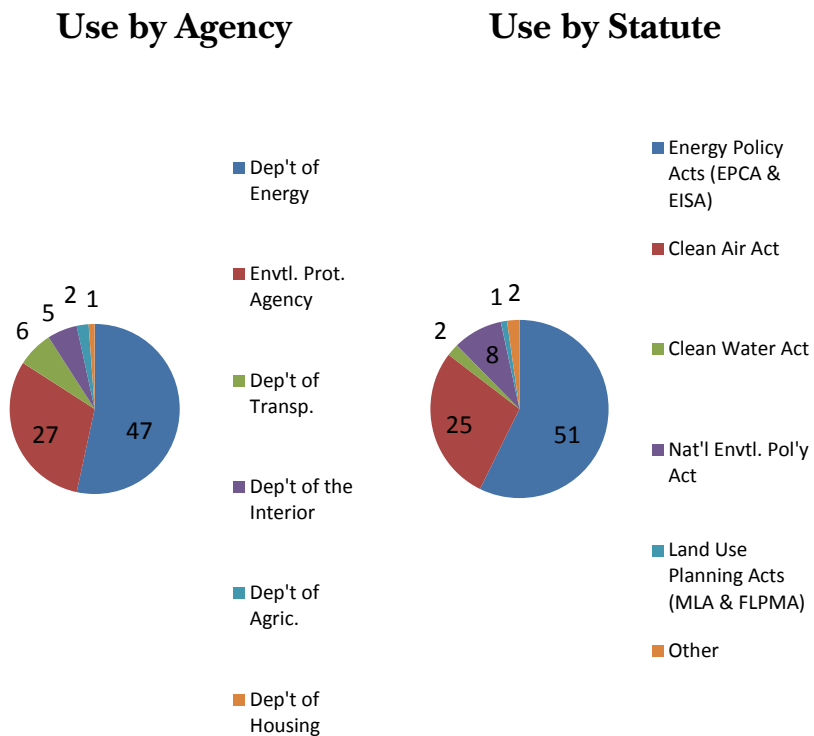 Use by Agency
Dep't of
Energy
Envtl. Prot.
Agency
Dep't of
Transp.
Dep't of the
Interior
Dep't of
Agric.
Dep't of
Housing
47
27
6
5
2
1
Use by Statute
Energy Policy
Acts (EPCA &
EISA)
Clean Air Act
Clean Water Act
Nat'l Envtl. Pol'y
Act
Land Use
Planning Acts
(MLA & FLPMA)
Other
51
25
2
8
1
2